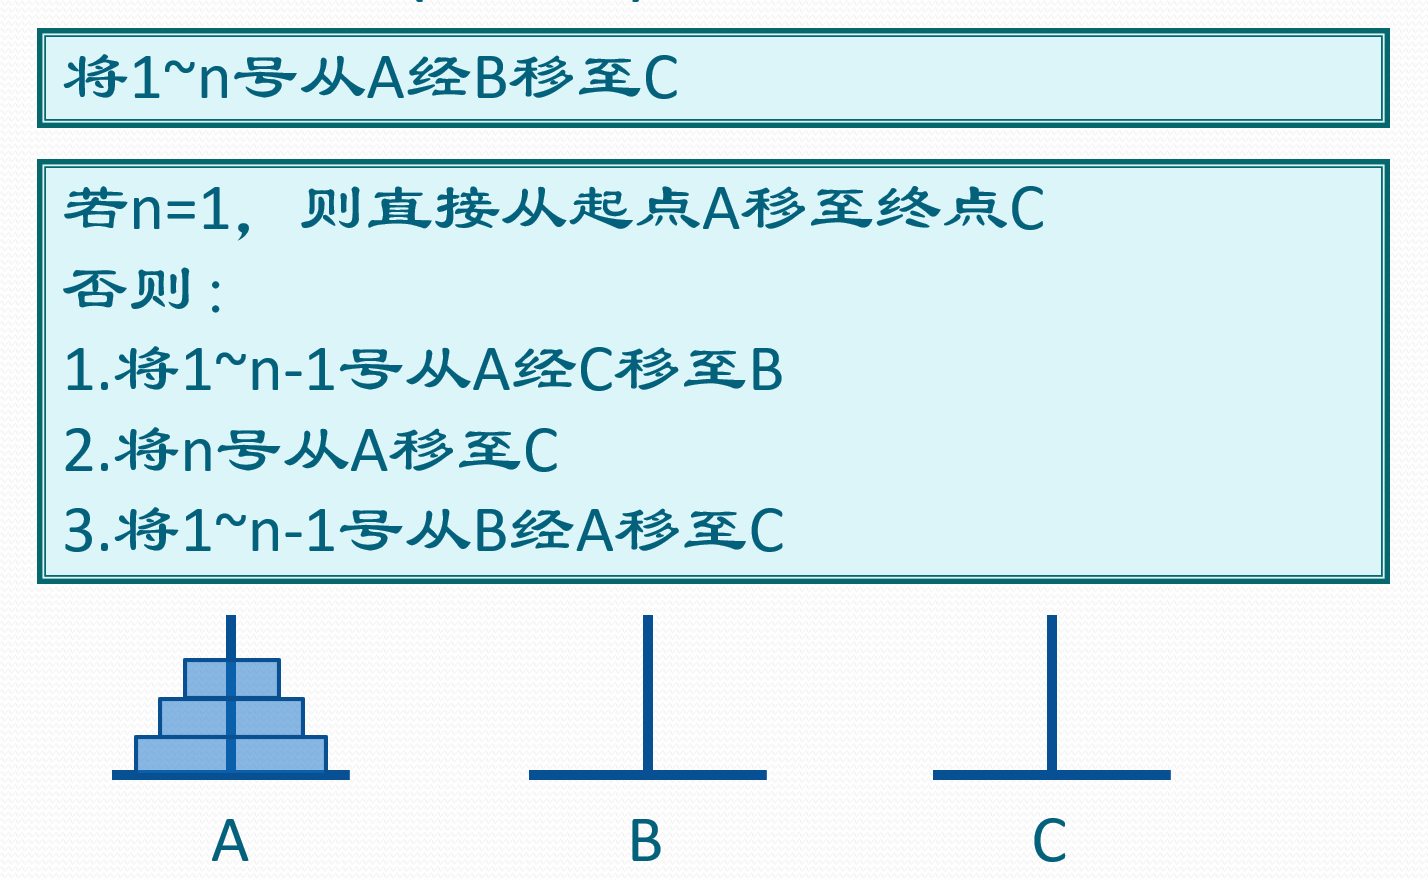 将1~n号从A经B移至C
若n=1，则直接从起点A移至终点C
否则：
1.将1~n-1号从A经C移至B
2.将n号从A移至C
3.将1~n-1号从B经A移至C
A B C